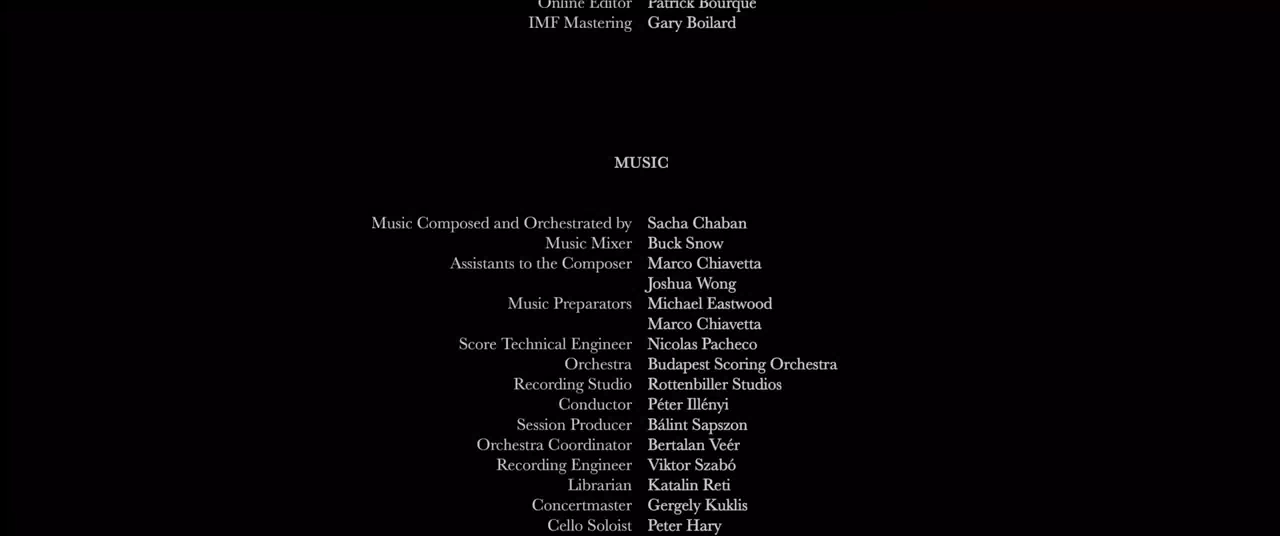 Online Editor Patrick Bourque
IMF Mastering Gary Boilard
MUSIC
Music Composed and Orchestrated by Sacha Chaban
Music Mixer Buck Snow
Assistants to the Composer Marco Chiavetta
Joshua Wong
Music Preparators Michael Eastwood
Marco Chiavetta
Score Technical Engineer Nicolas Pacheco
Orchestra Budapest Scoring Orchestra
Recording Studio Rottenbiller Studios
Conductor Péter Illényi
Session Producer Bálint Sapszon
Orchestra Coordinator Bertalan Veér
Recording Engineer Viktor Szabó
Librarian Katalin Reti
Concertmaster Gergely Kuklis
Cello Soloist Peter Hary